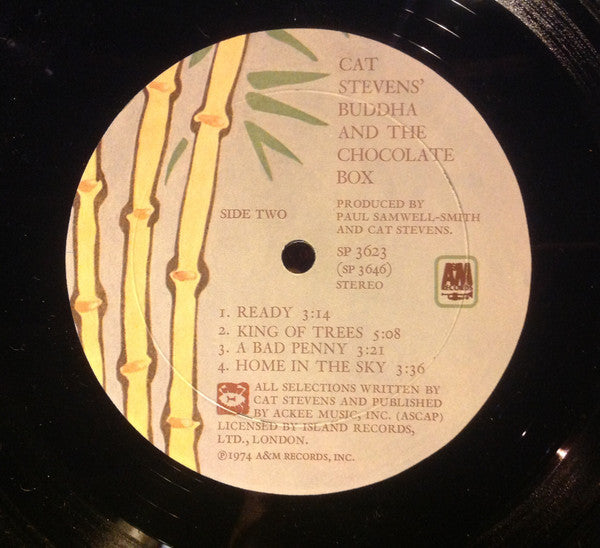 CAT
STEVENS'
BUDDHA
AND THE
CHOCOLATE
BOX
SIDE TWO
PRODUCED BY
PAUL SAMWELL-SMITH
AND CAT STEVENS.
SP 3623
(SP 3646)
STEREO
A&M
RECORDS
1. READY 3:14
2. KING OF TREES 5:08
3. A BAD PENNY 3:21
4. HOME IN THE SKY 3:36
ALL SELECTIONS WRITTEN BY
CAT STEVENS AND PUBLISHED
BY ACKEE MUSIC, INC. (ASCAP)
LICENSED BY ISLAND RECORDS,
LTD., LONDON.
℗1974 A&M RECORDS, INC.